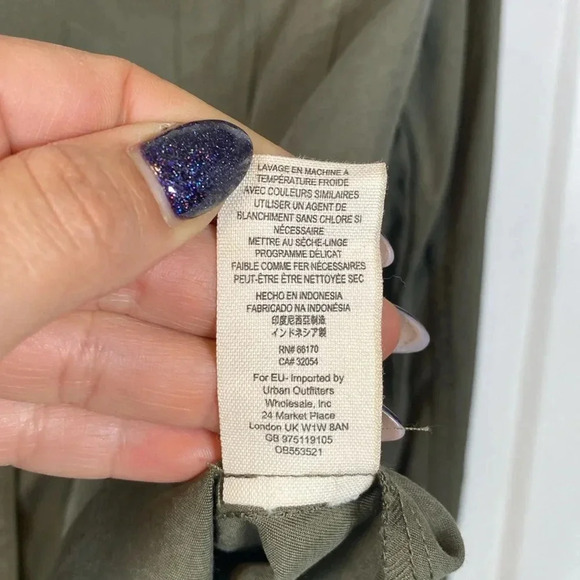 LAVAGE EN MACHINE À
TEMPÉRATURE FROIDE
AVEC COULEURS SIMILAIRES
UTILISER UN AGENT DE
BLANCHIMENT SANS CHLORE SI
NÉCESSAIRE
METTRE AU SÈCHE-LINGE
PROGRAMME DÉLICAT
FAIBLE COMME FER NÉCESSAIRES
PEUT-ÊTRE ÊTRE NETTOYÉE SEC
HECHO EN INDONESIA
FABRICADO NA INDONÉSIA
印度尼西亞制造
インドネシア製
RN# 66170
CA# 32054
For EU- Imported by
Urban Outfitters
Wholesale, Inc
24 Market Place
London UK W1W 8AN
GB 975119105
OB553521